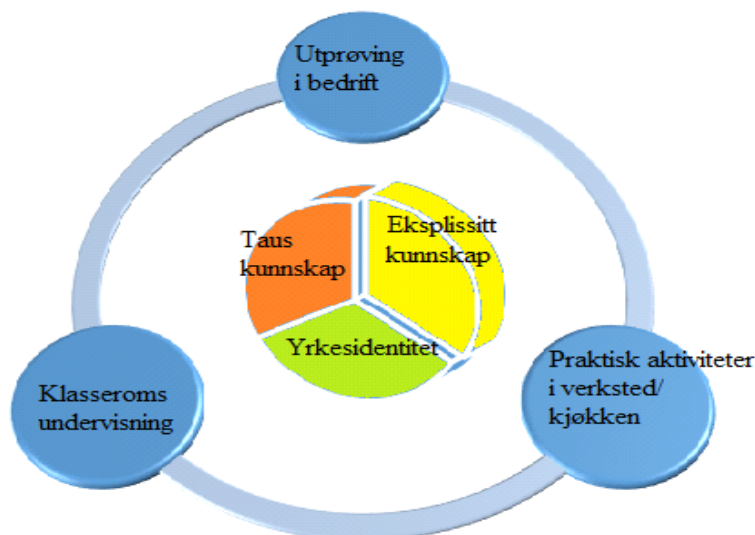 Utprøving
i bedrift
Taus
kunnskap
Eksplissitt
kunnskap
Yrkesidentitet
Klasseroms
undervisning
Praktisk aktiviteter
i verksted/
kjøkken